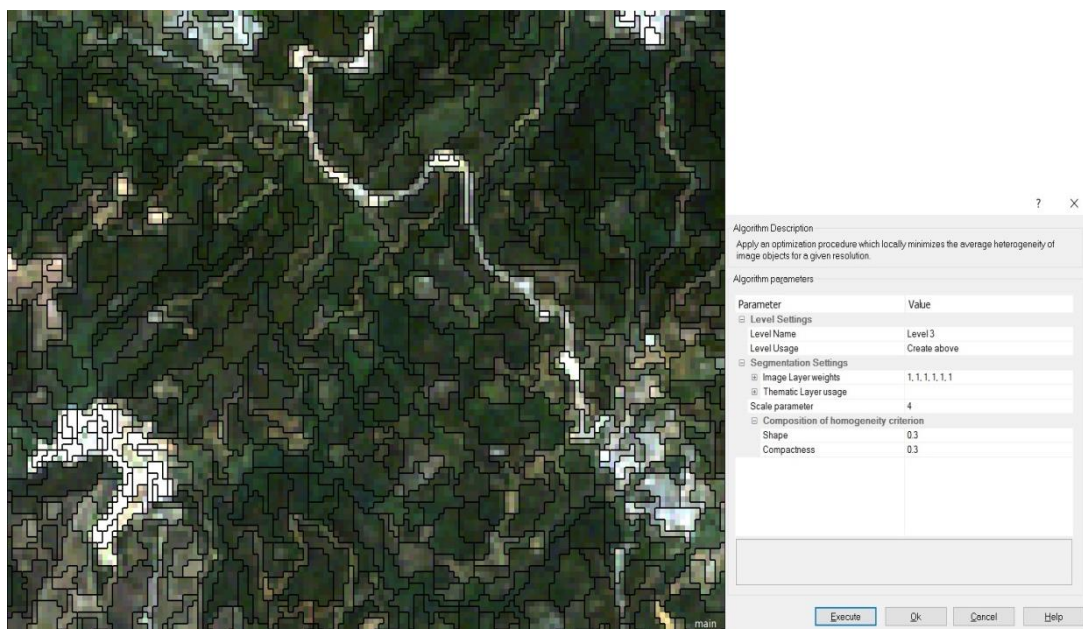 main
?
X
Algorithm Description
Apply an optimization procedure which locally minimizes the average heterogeneity of
image objects for a given resolution.
Algorithm parameters
Parameter Value
Level Settings
Level Name Level 3
Level Usage Create above
Segmentation Settings
Image Layer weights 1, 1, 1, 1, 1, 1
Thematic Layer usage
Scale parameter 4
Composition of homogeneity criterion
Shape 0.3
Compactness 0.3
Execute Ok Cancel Help